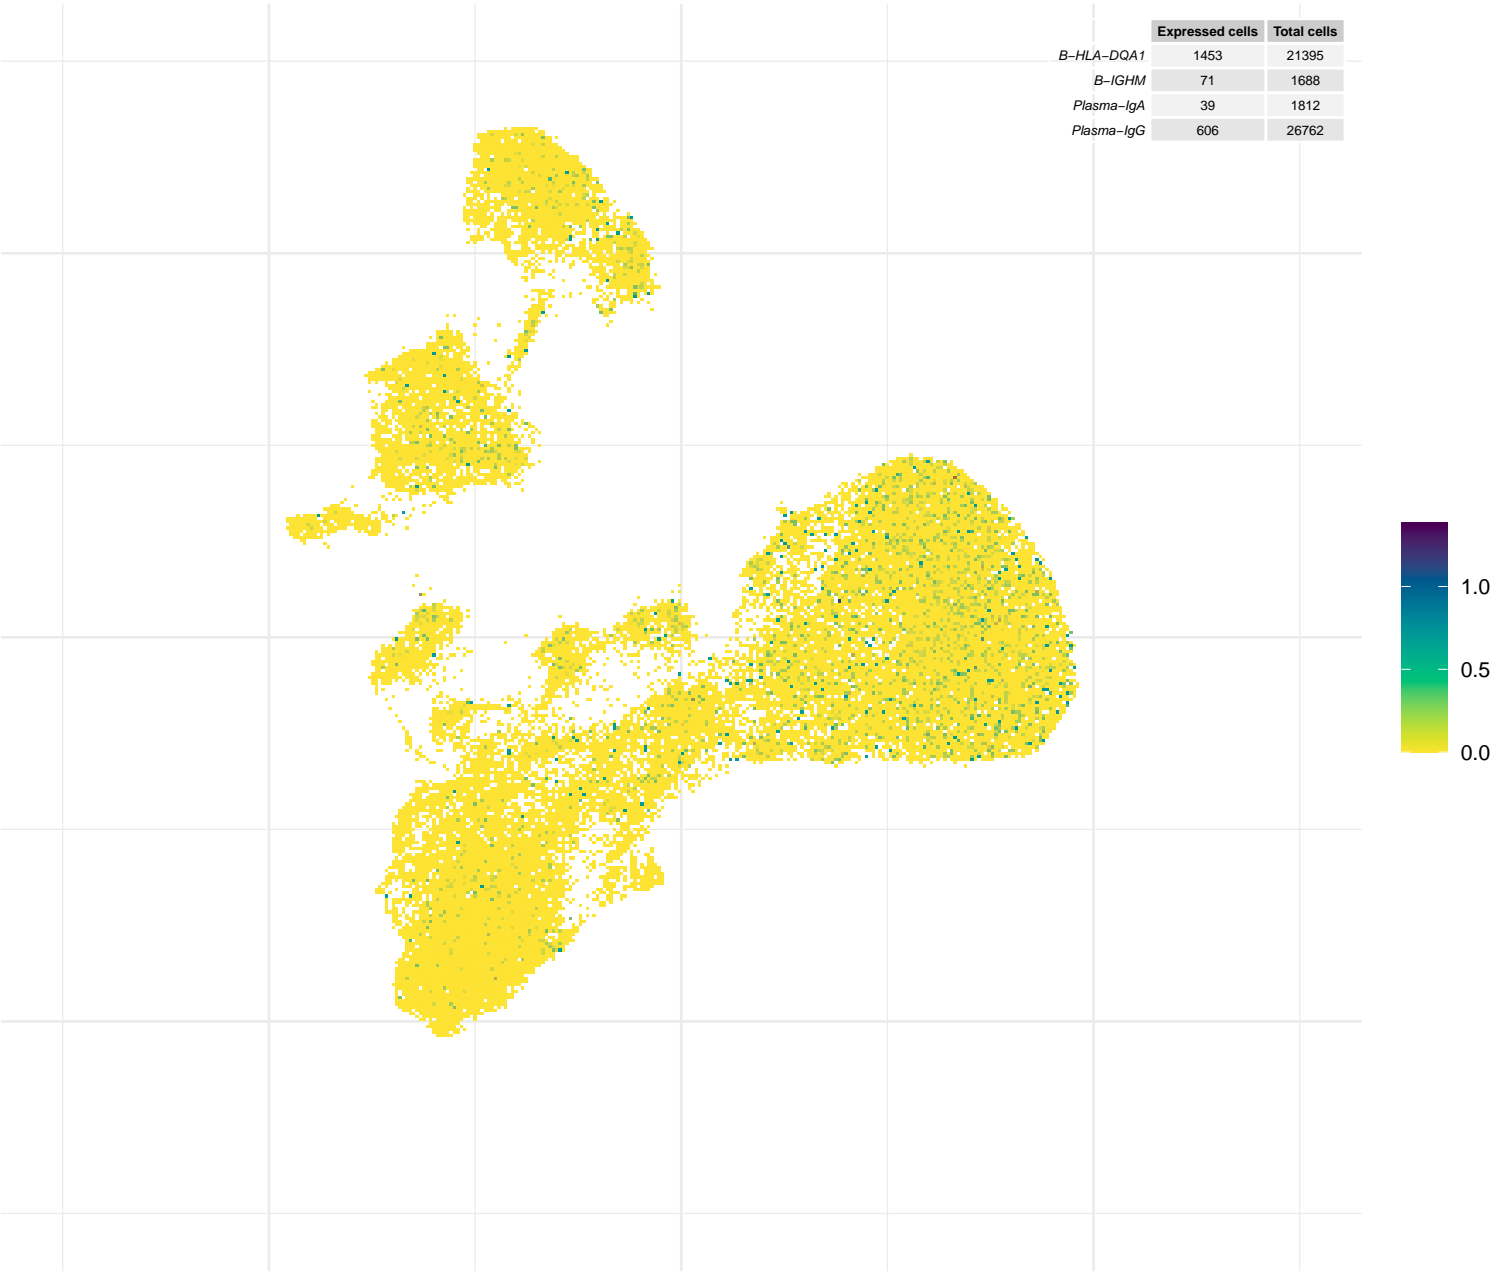 Expressed cells Total cells
B−HLA−DQA1 1453 21395
B−IGHM 71 1688
Plasma−IgA 39 1812
Plasma−IgG 606 26762
1.0
0.5
0.0